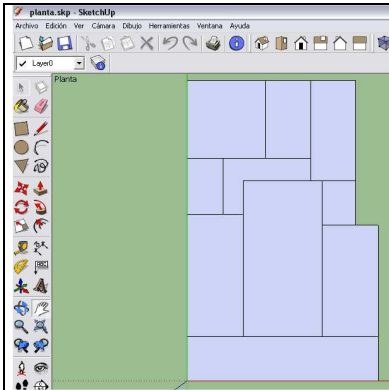 planta.skp - SketchUp
Archivo Edición Ver Cámara Dibujo Herramientas Ventana Ayuda
Layer0
Planta